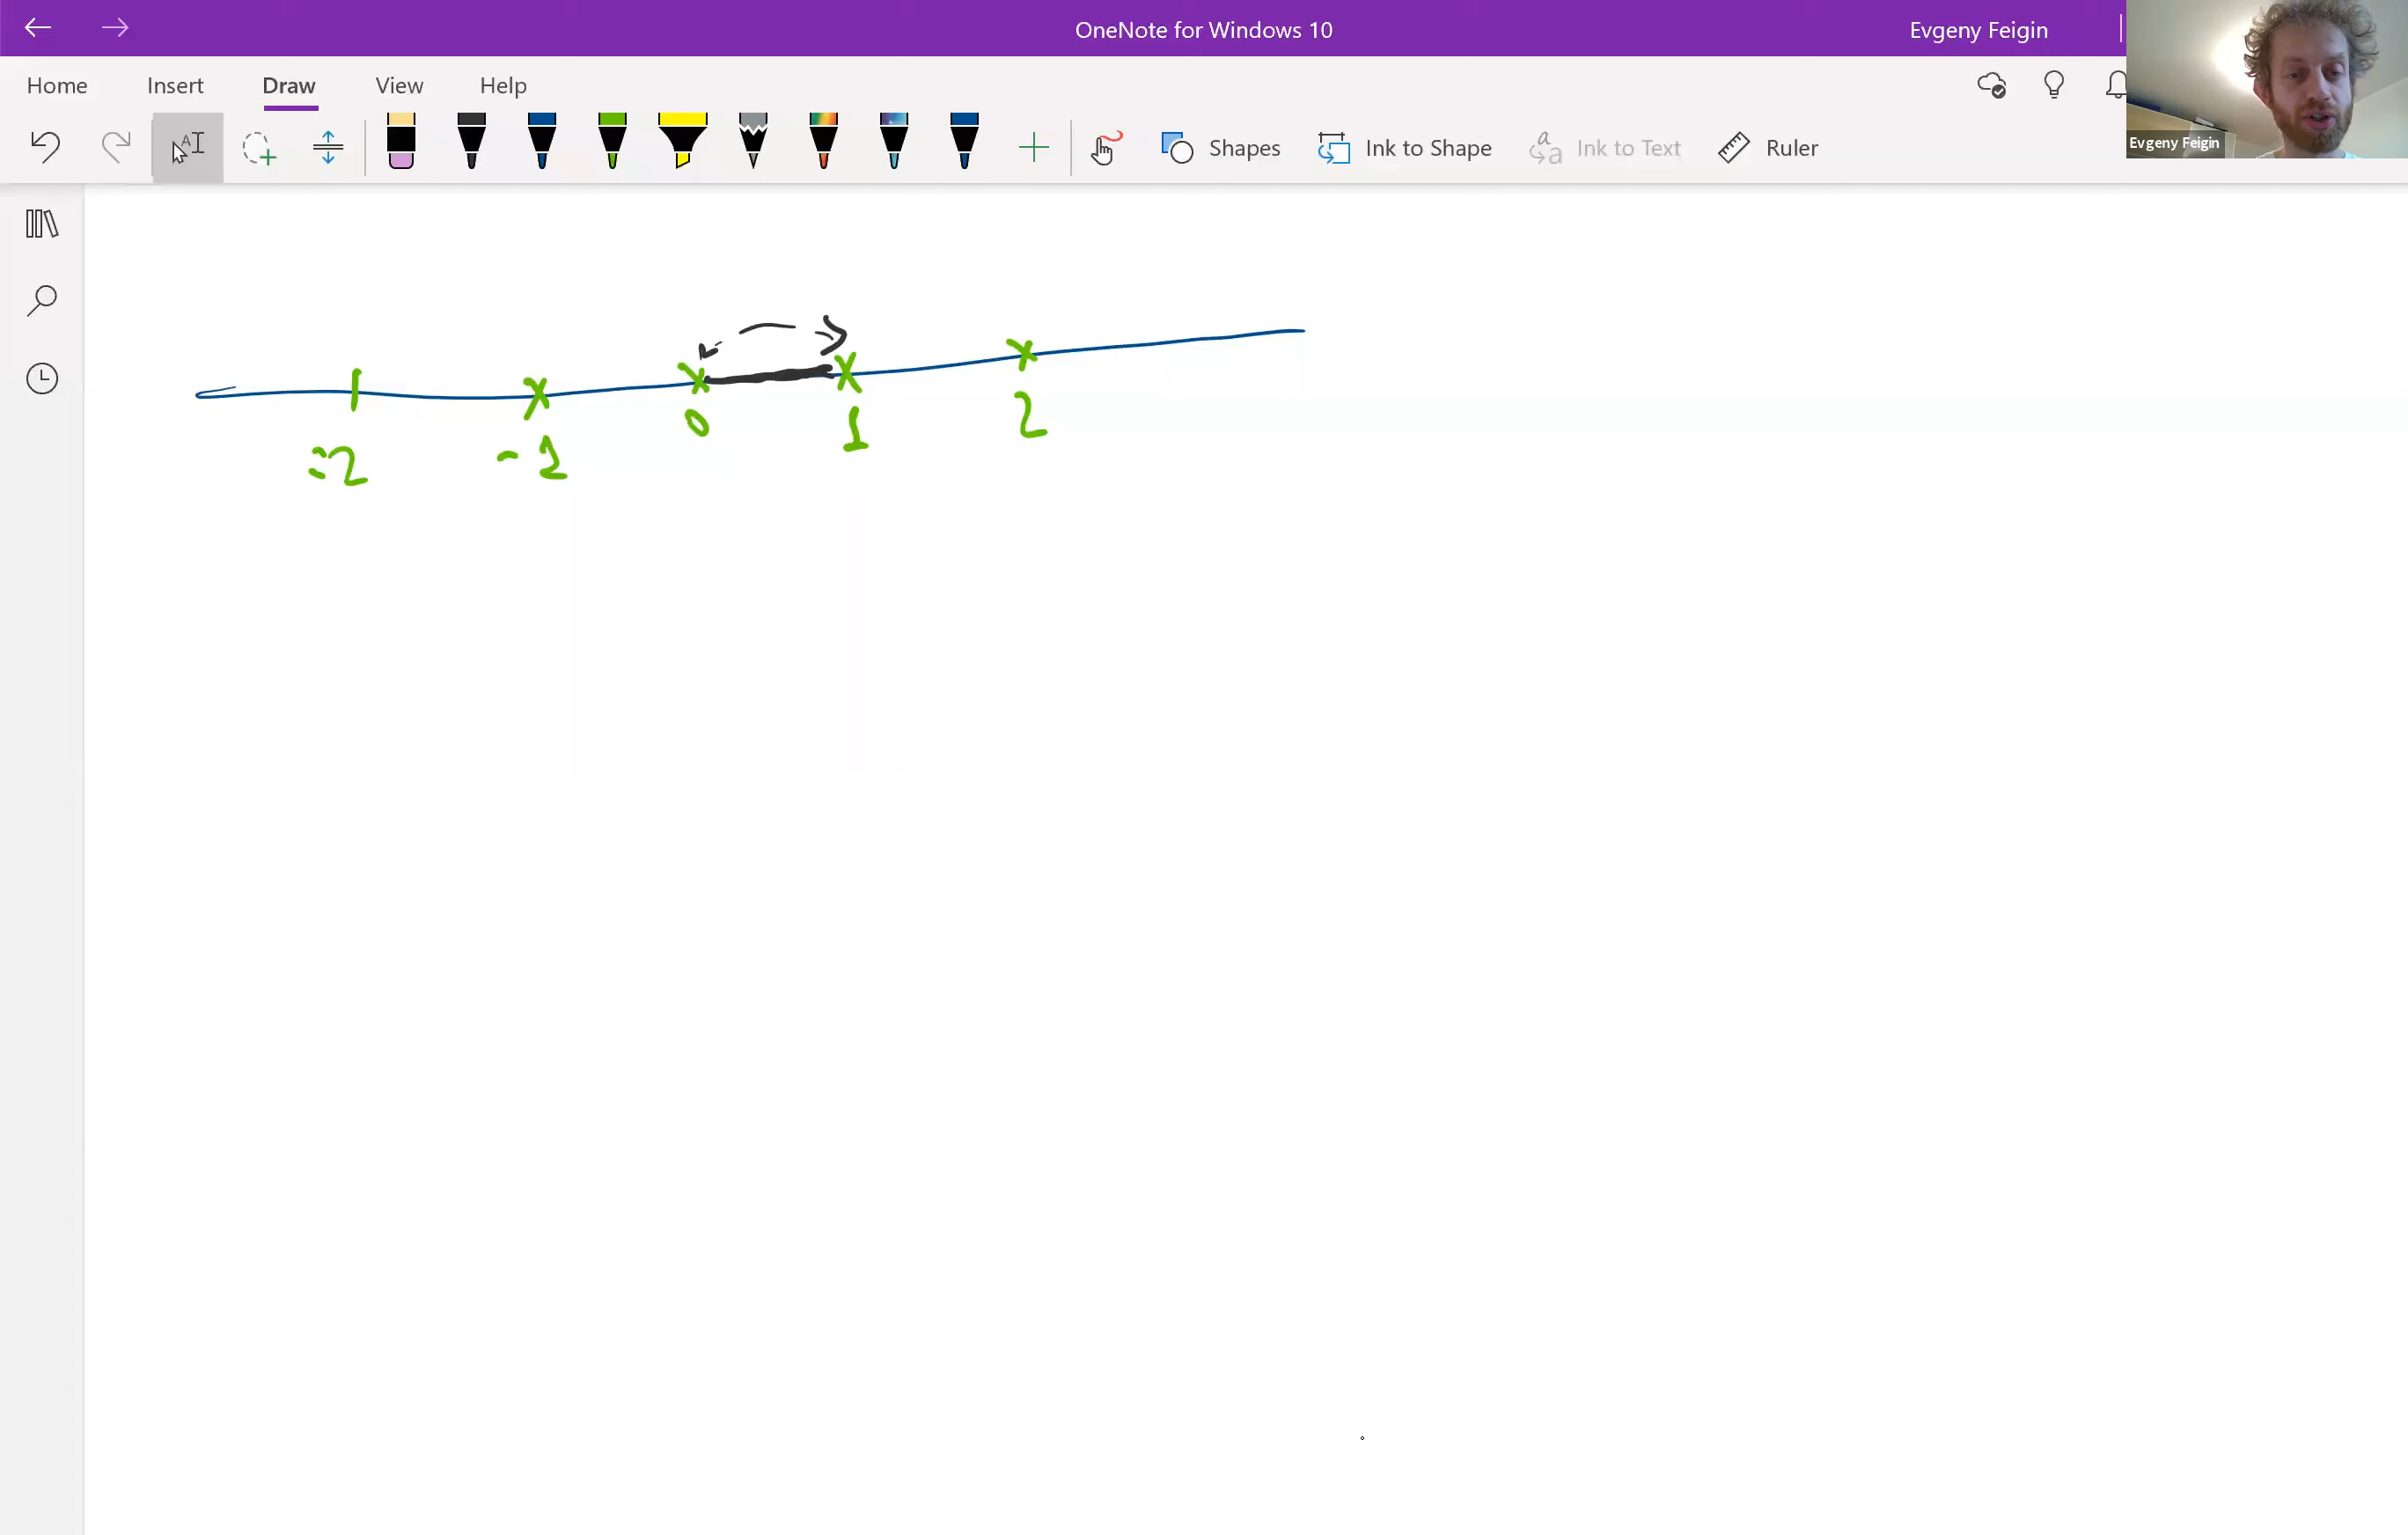 OneNote for Windows 10 Evgeny Feigin
Home Insert Draw View Help
Shapes Ink to Shape Ink to Text Ruler
Evgeny Feigin
-2 -1 0 1 2